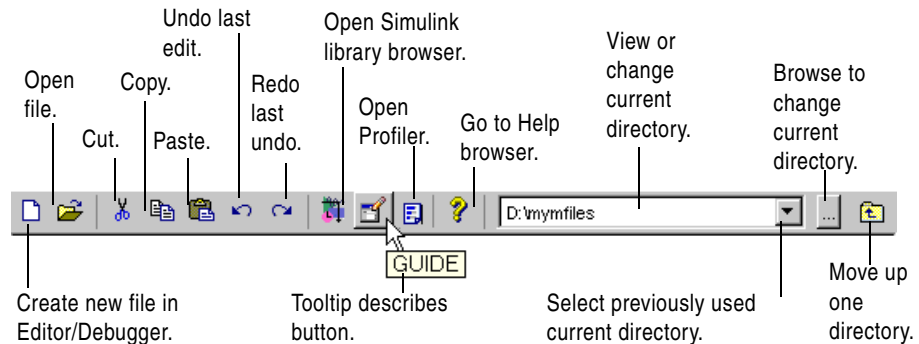 Undo last
edit.
Open Simulink
library browser.
View or
change
current
directory.
Browse to
change
current
directory.
Open
file.
Copy.
Redo
last
undo.
Open
Profiler.
Go to Help
browser.
Cut.
Paste.
D:\mymfiles
...
GUIDE
Create new file in
Editor/Debugger.
Tooltip describes
button.
Select previously used
current directory.
Move up
one
directory.